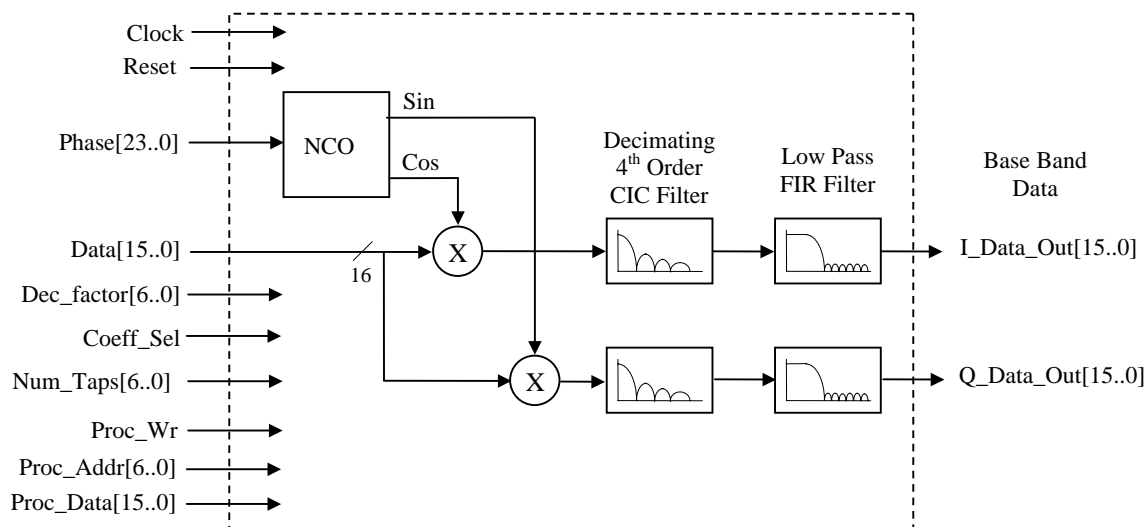 Clock
Reset
Phase[23..0]
NCO
Sin
Cos
Decimating
4th Order
CIC Filter
Low Pass
FIR Filter
Base Band
Data
Data[15..0]
16
X
I_Data_Out[15..0]
Dec_factor[6..0]
Coeff_Sel
Num_Taps[6..0]
X
Q_Data_Out[15..0]
Proc_Wr
Proc_Addr[6..0]
Proc_Data[15..0]